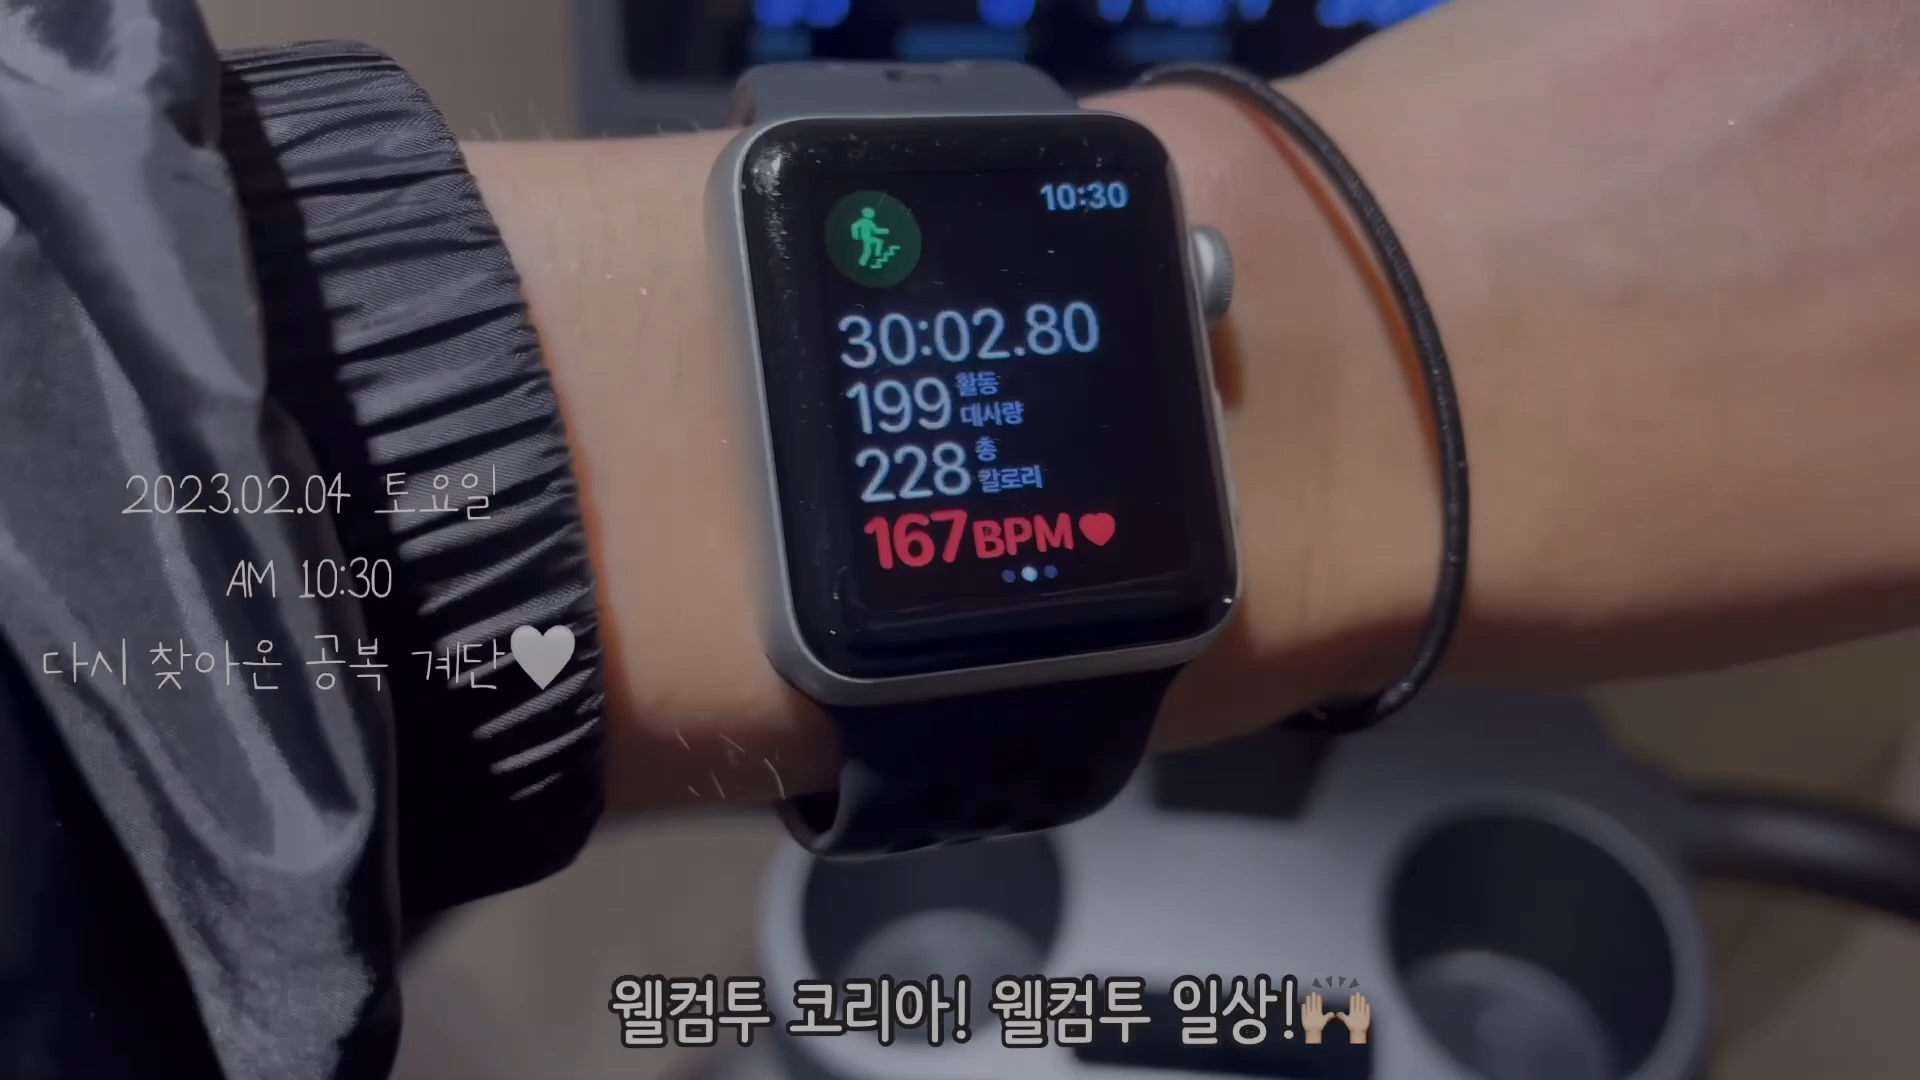 10:30
30:02.80
199 활동 대사량
228 총 칼로리
167BPM
2023.02.04 토요일
AM 10:30
다시 찾아온 공복 계단🤍
웰컴투 코리아! 웰컴투 일상!🙌🏼